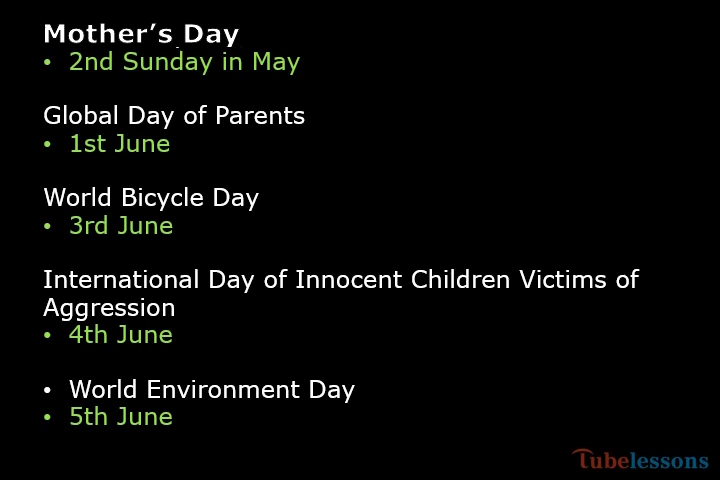 Mother’s Day
• 2nd Sunday in May
Global Day of Parents
• 1st June
World Bicycle Day
• 3rd June
International Day of Innocent Children Victims of
Aggression
• 4th June
• World Environment Day
• 5th June
Tubelessons